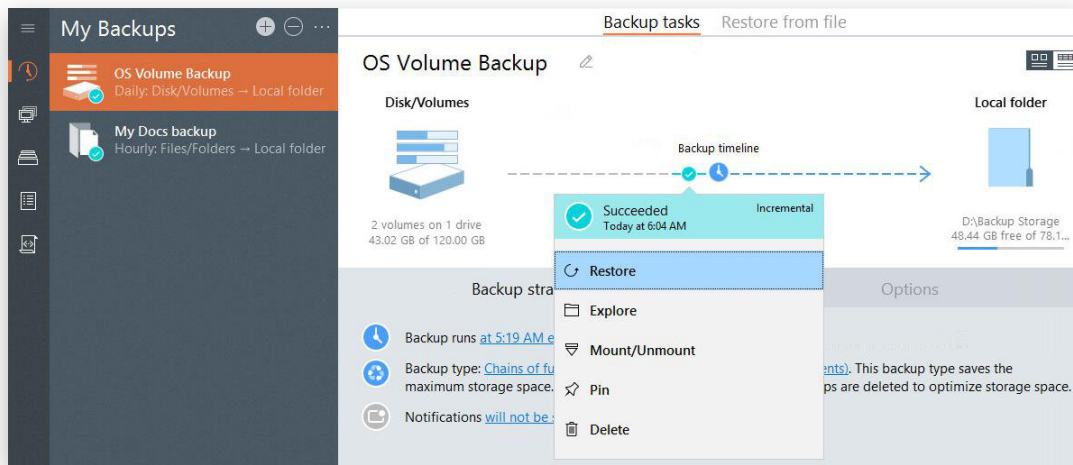 My Backups
OS Volume Backup
Daily: Disk/Volumes → Local folder
My Docs backup
Hourly: Files/Folders → Local folder
Backup tasks Restore from file
OS Volume Backup
Disk/Volumes
Local folder
Backup timeline
2 volumes on 1 drive
43.02 GB of 120.00 GB
D:\Backup Storage
48.44 GB free of 78.1...
Succeeded Incremental
Today at 6:04 AM
Restore
Explore
Mount/Unmount
Pin
Delete
Backup Options
Backup runs at 5:19 AM
Backup type: Chains of This backup type saves the
maximum storage space. are deleted to optimize storage space.
Notifications will not be